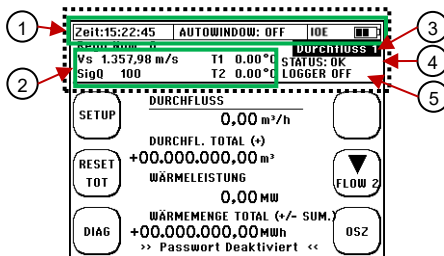 1
Zeit:15:22:45 AUTOWINDOW: OFF IOE
3
Durchfluss 1
Vs 1.357,98 m/s T1 0.00°C STATUS: OK
4
2
SigQ 100 T2 0.00°C LOGGER OFF
5
DURCHFLUSS
SETUP
0,00 m³/h
DURCHFL. TOTAL (+)
RESET TOT
+00.000.000,00 m³
WÄRMELEISTUNG
FLOW 2
0,00 MW
WÄRMEMENGE TOTAL (+/- SUM.)
DIAG
+00.000.000,00 MWh
OSZ
>> Passwort Deaktiviert <<